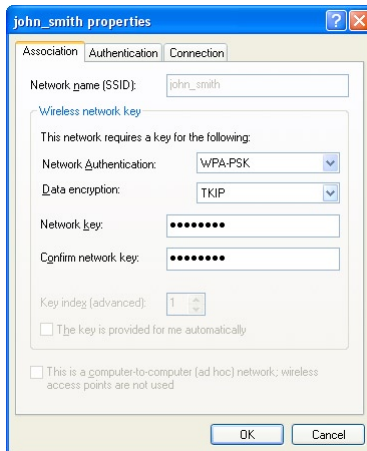 john_smith properties
Association Authentication Connection
Network name (SSID): john_smith
Wireless network key
This network requires a key for the following:
Network Authentication: WPA-PSK
Data encryption: TKIP
Network key: ••••••••
Confirm network key: ••••••••
Key index (advanced): 1
The key is provided for me automatically
This is a computer-to-computer (ad hoc) network; wireless
access points are not used
OK Cancel